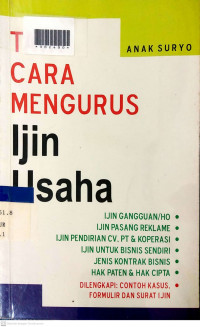 T
ANAK SURYO
CARA
MENGURUS
Ijin
Usaha
IJIN GANGGUAN/HO •
IJIN PASANG REKLAME •
IJIN PENDIRIAN CV, PT & KOPERASI •
IJIN UNTUK BISNIS SENDIRI •
JENIS KONTRAK BISNIS •
HAK PATEN & HAK CIPTA •
DILENGKAPI: CONTOH KASUS, •
FORMULIR DAN SURAT IJIN